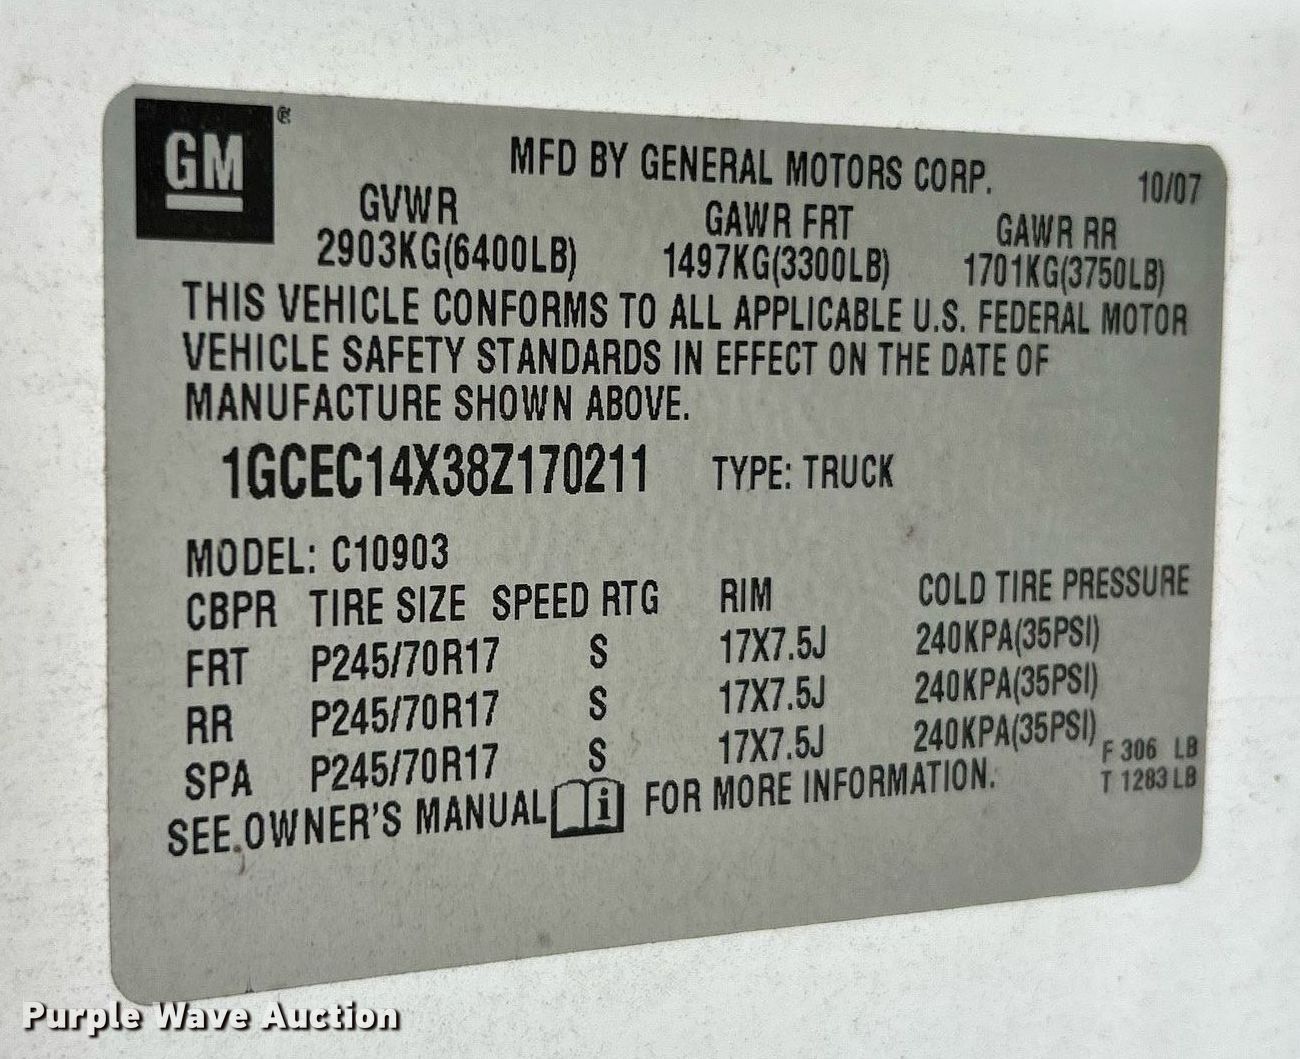 GM®
MFD BY GENERAL MOTORS CORP.
10/07
GVWR GAWR FRT GAWR RR
2903KG(6400LB) 1497KG(3300LB) 1701KG(3750LB)
THIS VEHICLE CONFORMS TO ALL APPLICABLE U.S. FEDERAL MOTOR
VEHICLE SAFETY STANDARDS IN EFFECT ON THE DATE OF
MANUFACTURE SHOWN ABOVE.
1GCEC14X38Z170211 TYPE: TRUCK
MODEL: C10903
CBPR TIRE SIZE SPEED RTG RIM COLD TIRE PRESSURE
FRT P245/70R17 S 17X7.5J 240KPA(35PSI)
RR P245/70R17 S 17X7.5J 240KPA(35PSI)
SPA P245/70R17 S 17X7.5J 240KPA(35PSI)
F 306 LB
T 1283 LB
SEE OWNER'S MANUAL i FOR MORE INFORMATION.
Purple Wave Auction